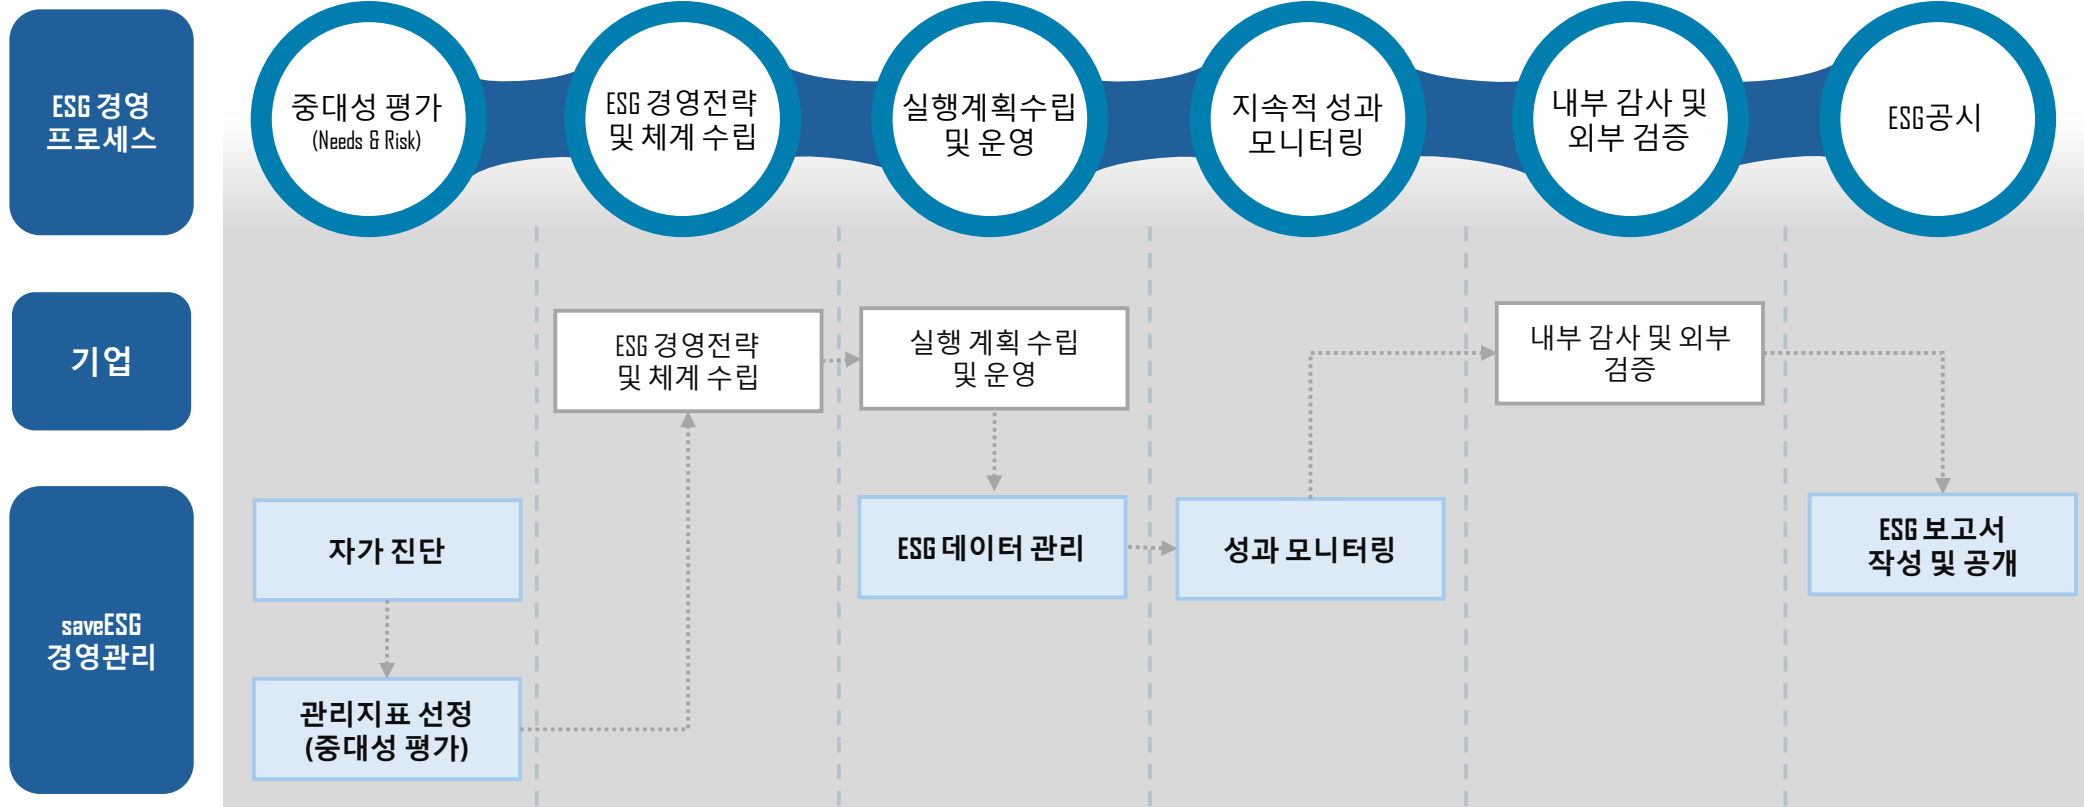 ESG 경영
프로세스
중대성 평가
(Needs & Risk)
ESG 경영전략
및 체계 수립
실행계획수립
및 운영
지속적 성과
모니터링
내부 감사 및
외부 검증
ESG공시
기업
ESG 경영전략
및 체계 수립
실행 계획 수립
및 운영
내부 감사 및 외부
검증
saveESG
경영관리
자가 진단
관리지표 선정
(중대성 평가)
ESG 데이터 관리
성과 모니터링
ESG 보고서
작성 및 공개